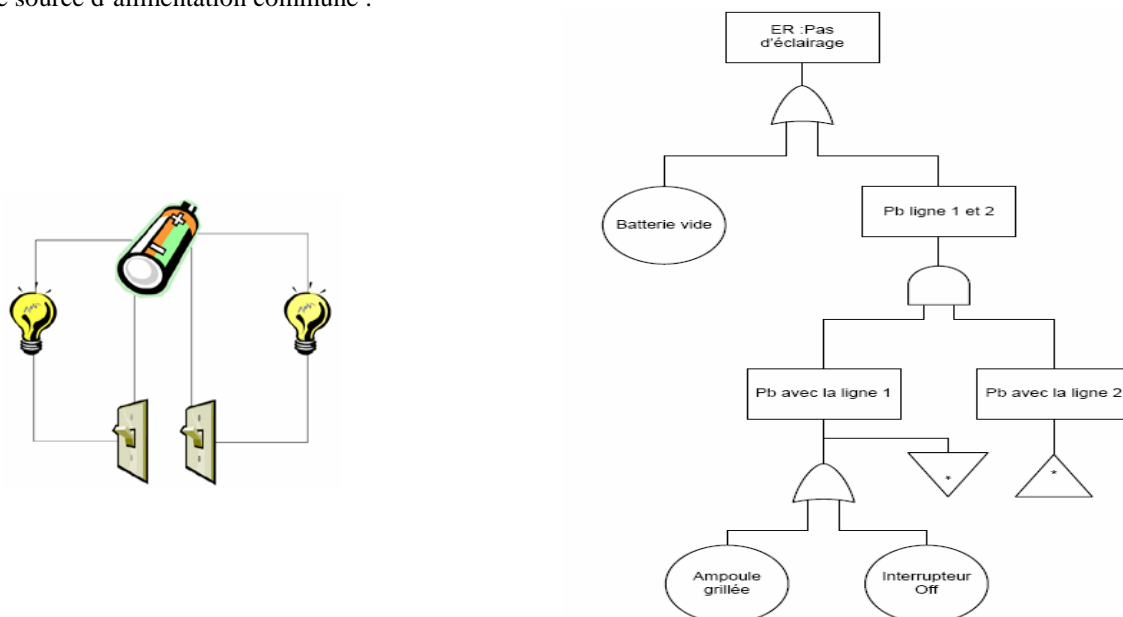 source d'alimentation commune :
ER :Pas
d'éclairage
Batterie vide
Pb ligne 1 et 2
Pb avec la ligne 1
Pb avec la ligne 2
*
*
Ampoule
grillée
Interrupteur
Off